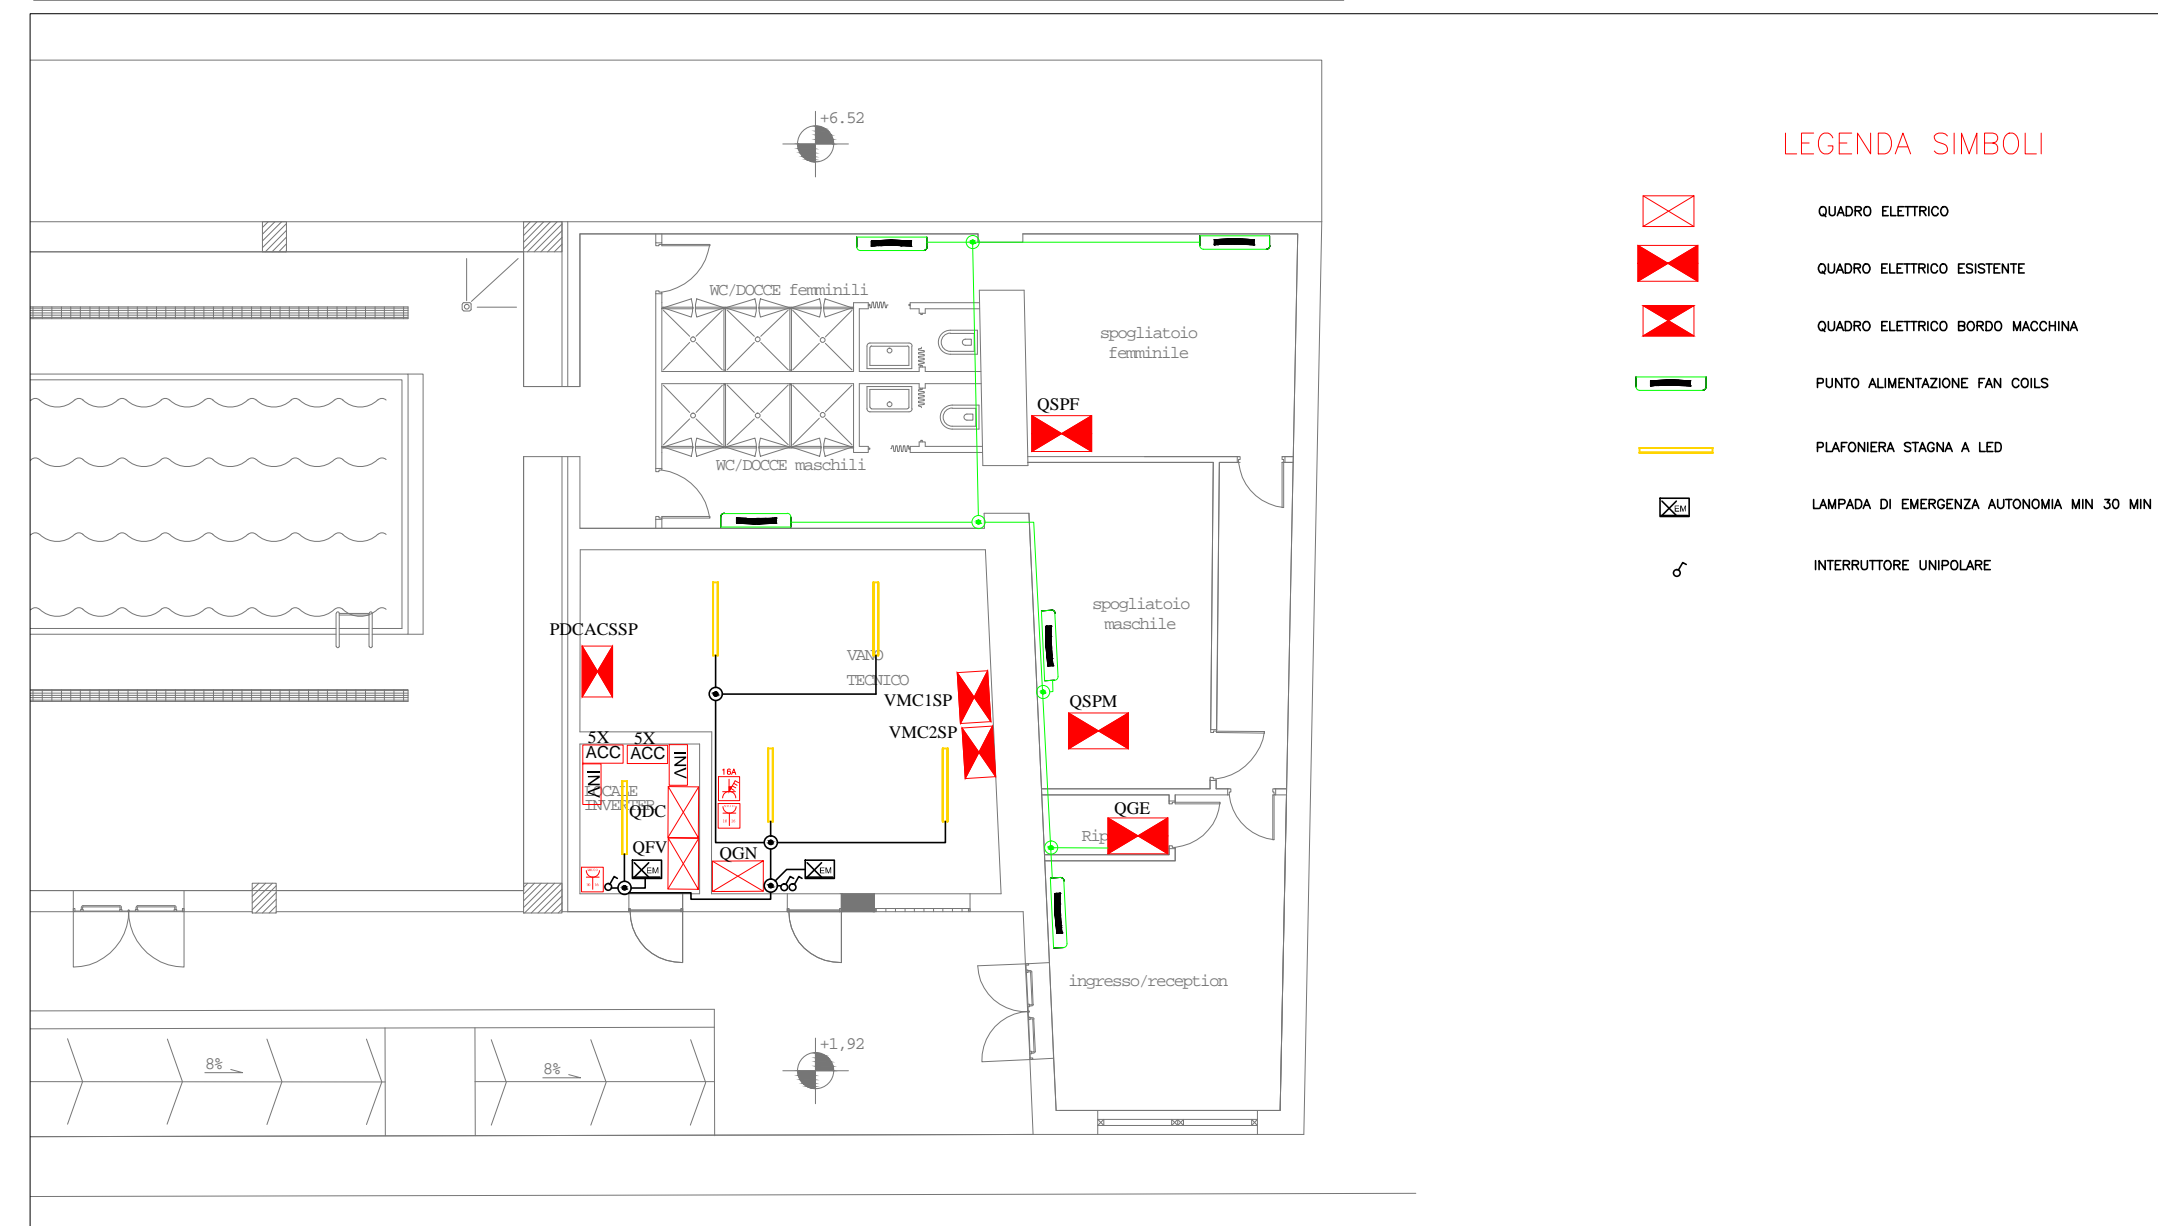 +6.52
LEGENDA SIMBOLI
QUADRO ELETTRICO
QUADRO ELETTRICO ESISTENTE
QUADRO ELETTRICO BORDO MACCHINA
PUNTO ALIMENTAZIONE FAN COILS
PLAFONIERA STAGNA A LED
EM
LAMPADA DI EMERGENZA AUTONOMIA MIN 30 MIN
INTERRUTTORE UNIPOLARE
WC/DOCCE femminili
spogliatoio
femminile
QSPF
WC/DOCCE maschili
spogliatoio
maschile
PDCACSSP
VANO
TECNICO
VMC1SP
QSPM
VMC2SP
5X
5X
ACC
ACC
INV
INV
16A
LOCALE
INVERTER
QDC
QGE
Rip
QFV
QGN
EM
EM
ingresso/reception
+1,92
8%
8%